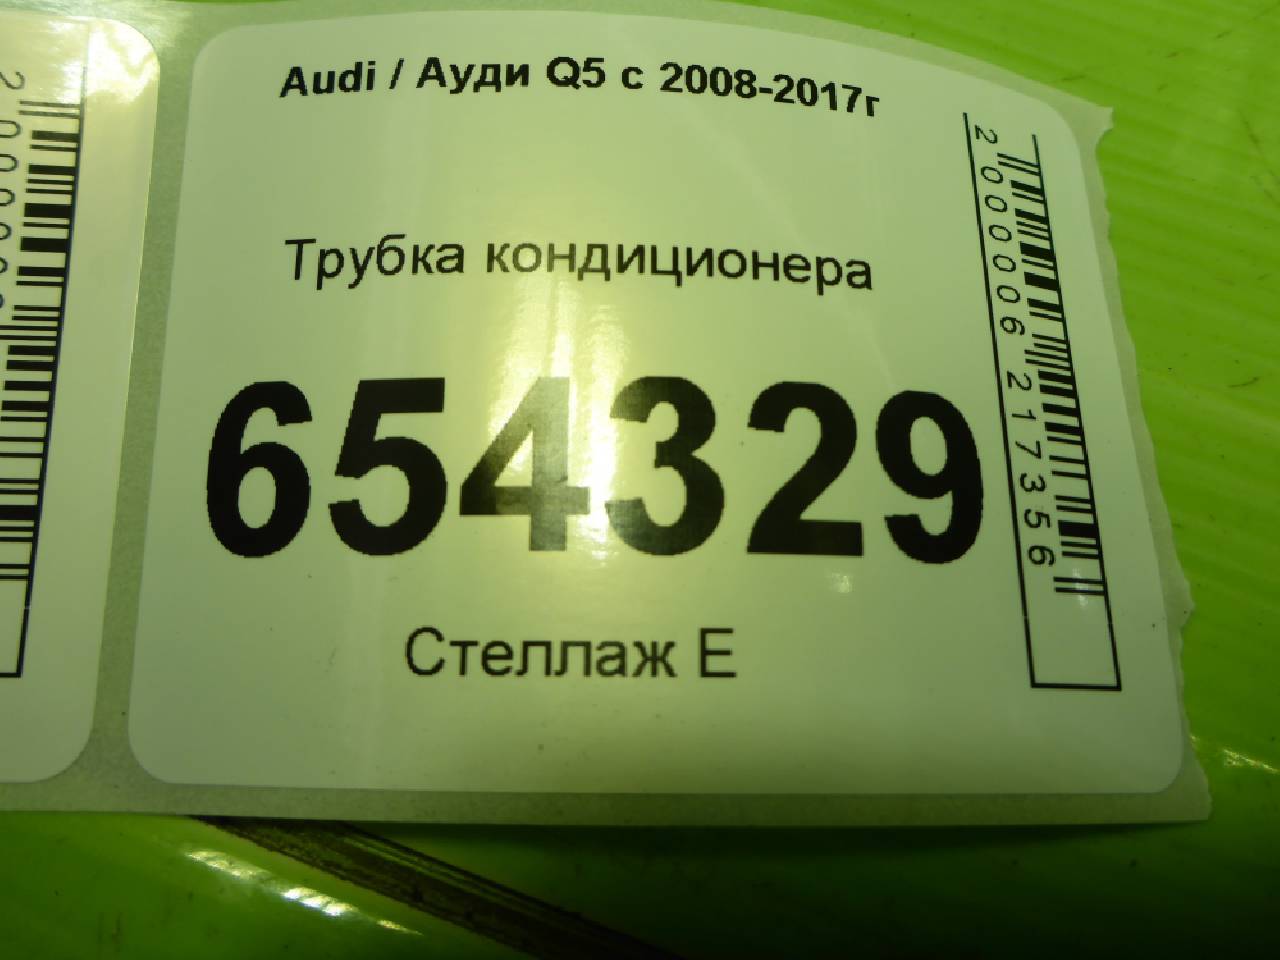 Audi / Ауди Q5 с 2008-2017г
Трубка кондиционера
654329
Стеллаж Е
2000006217356